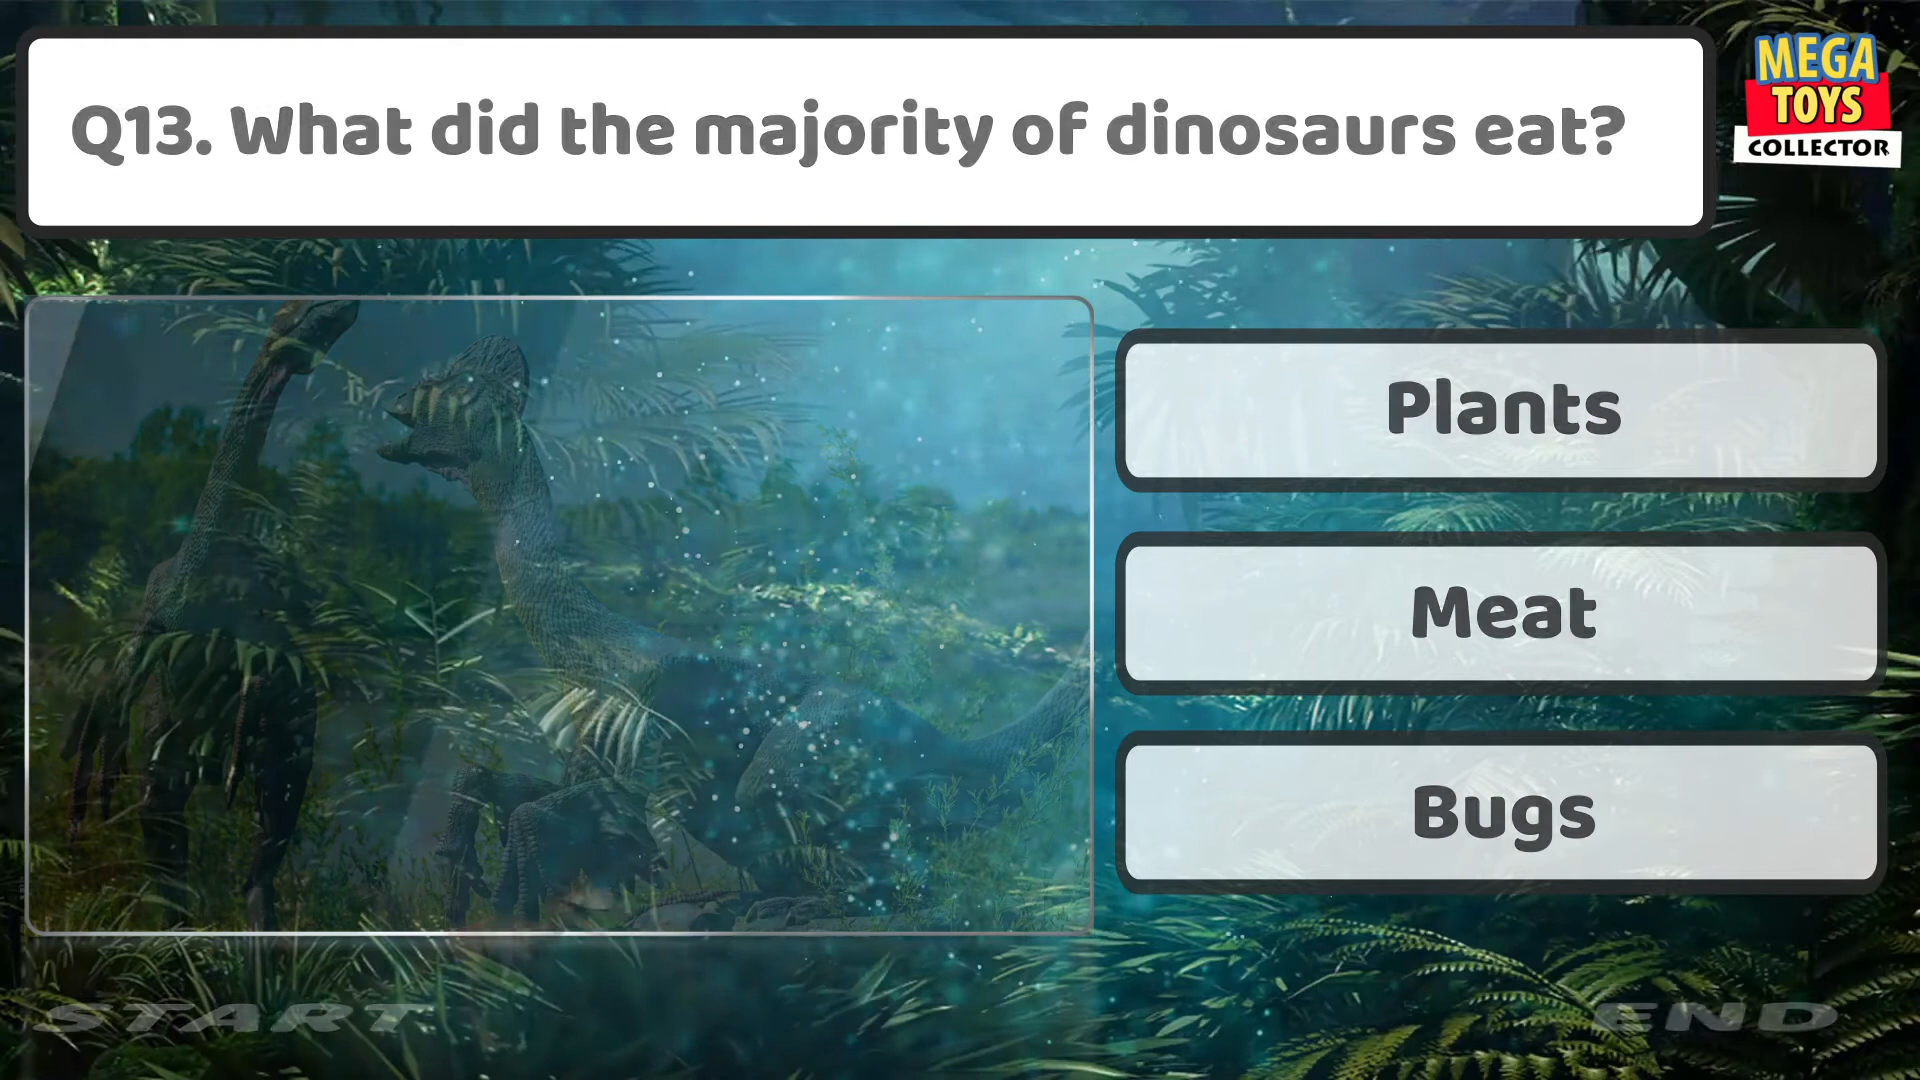 Q13. What did the majority of dinosaurs eat?
MEGA
TOYS
COLLECTOR
Plants
Meat
Bugs
START
END